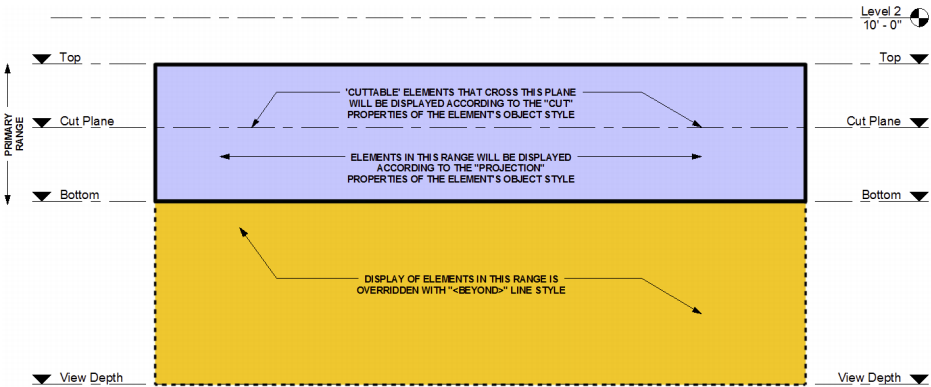 Level 2
10' - 0"
Top
Top
'CUTTABLE' ELEMENTS THAT CROSS THIS PLANE
WILL BE DISPLAYED ACCORDING TO THE "CUT"
PROPERTIES OF THE ELEMENT'S OBJECT STYLE
Cut Plane
Cut Plane
PRIMARY
RANGE
ELEMENTS IN THIS RANGE WILL BE DISPLAYED
ACCORDING TO THE "PROJECTION"
PROPERTIES OF THE ELEMENT'S OBJECT STYLE
Bottom
Bottom
DISPLAY OF ELEMENTS IN THIS RANGE IS
OVERRIDDEN WITH "<BEYOND>" LINE STYLE
View Depth
View Depth